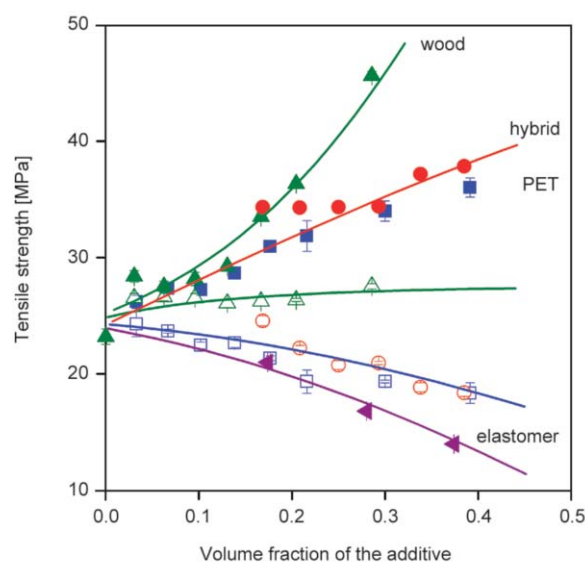 50
wood
40
hybrid
PET
30
Tensile strength [MPa]
20
elastomer
10
0.0 0.1 0.2 0.3 0.4 0.5
Volume fraction of the additive